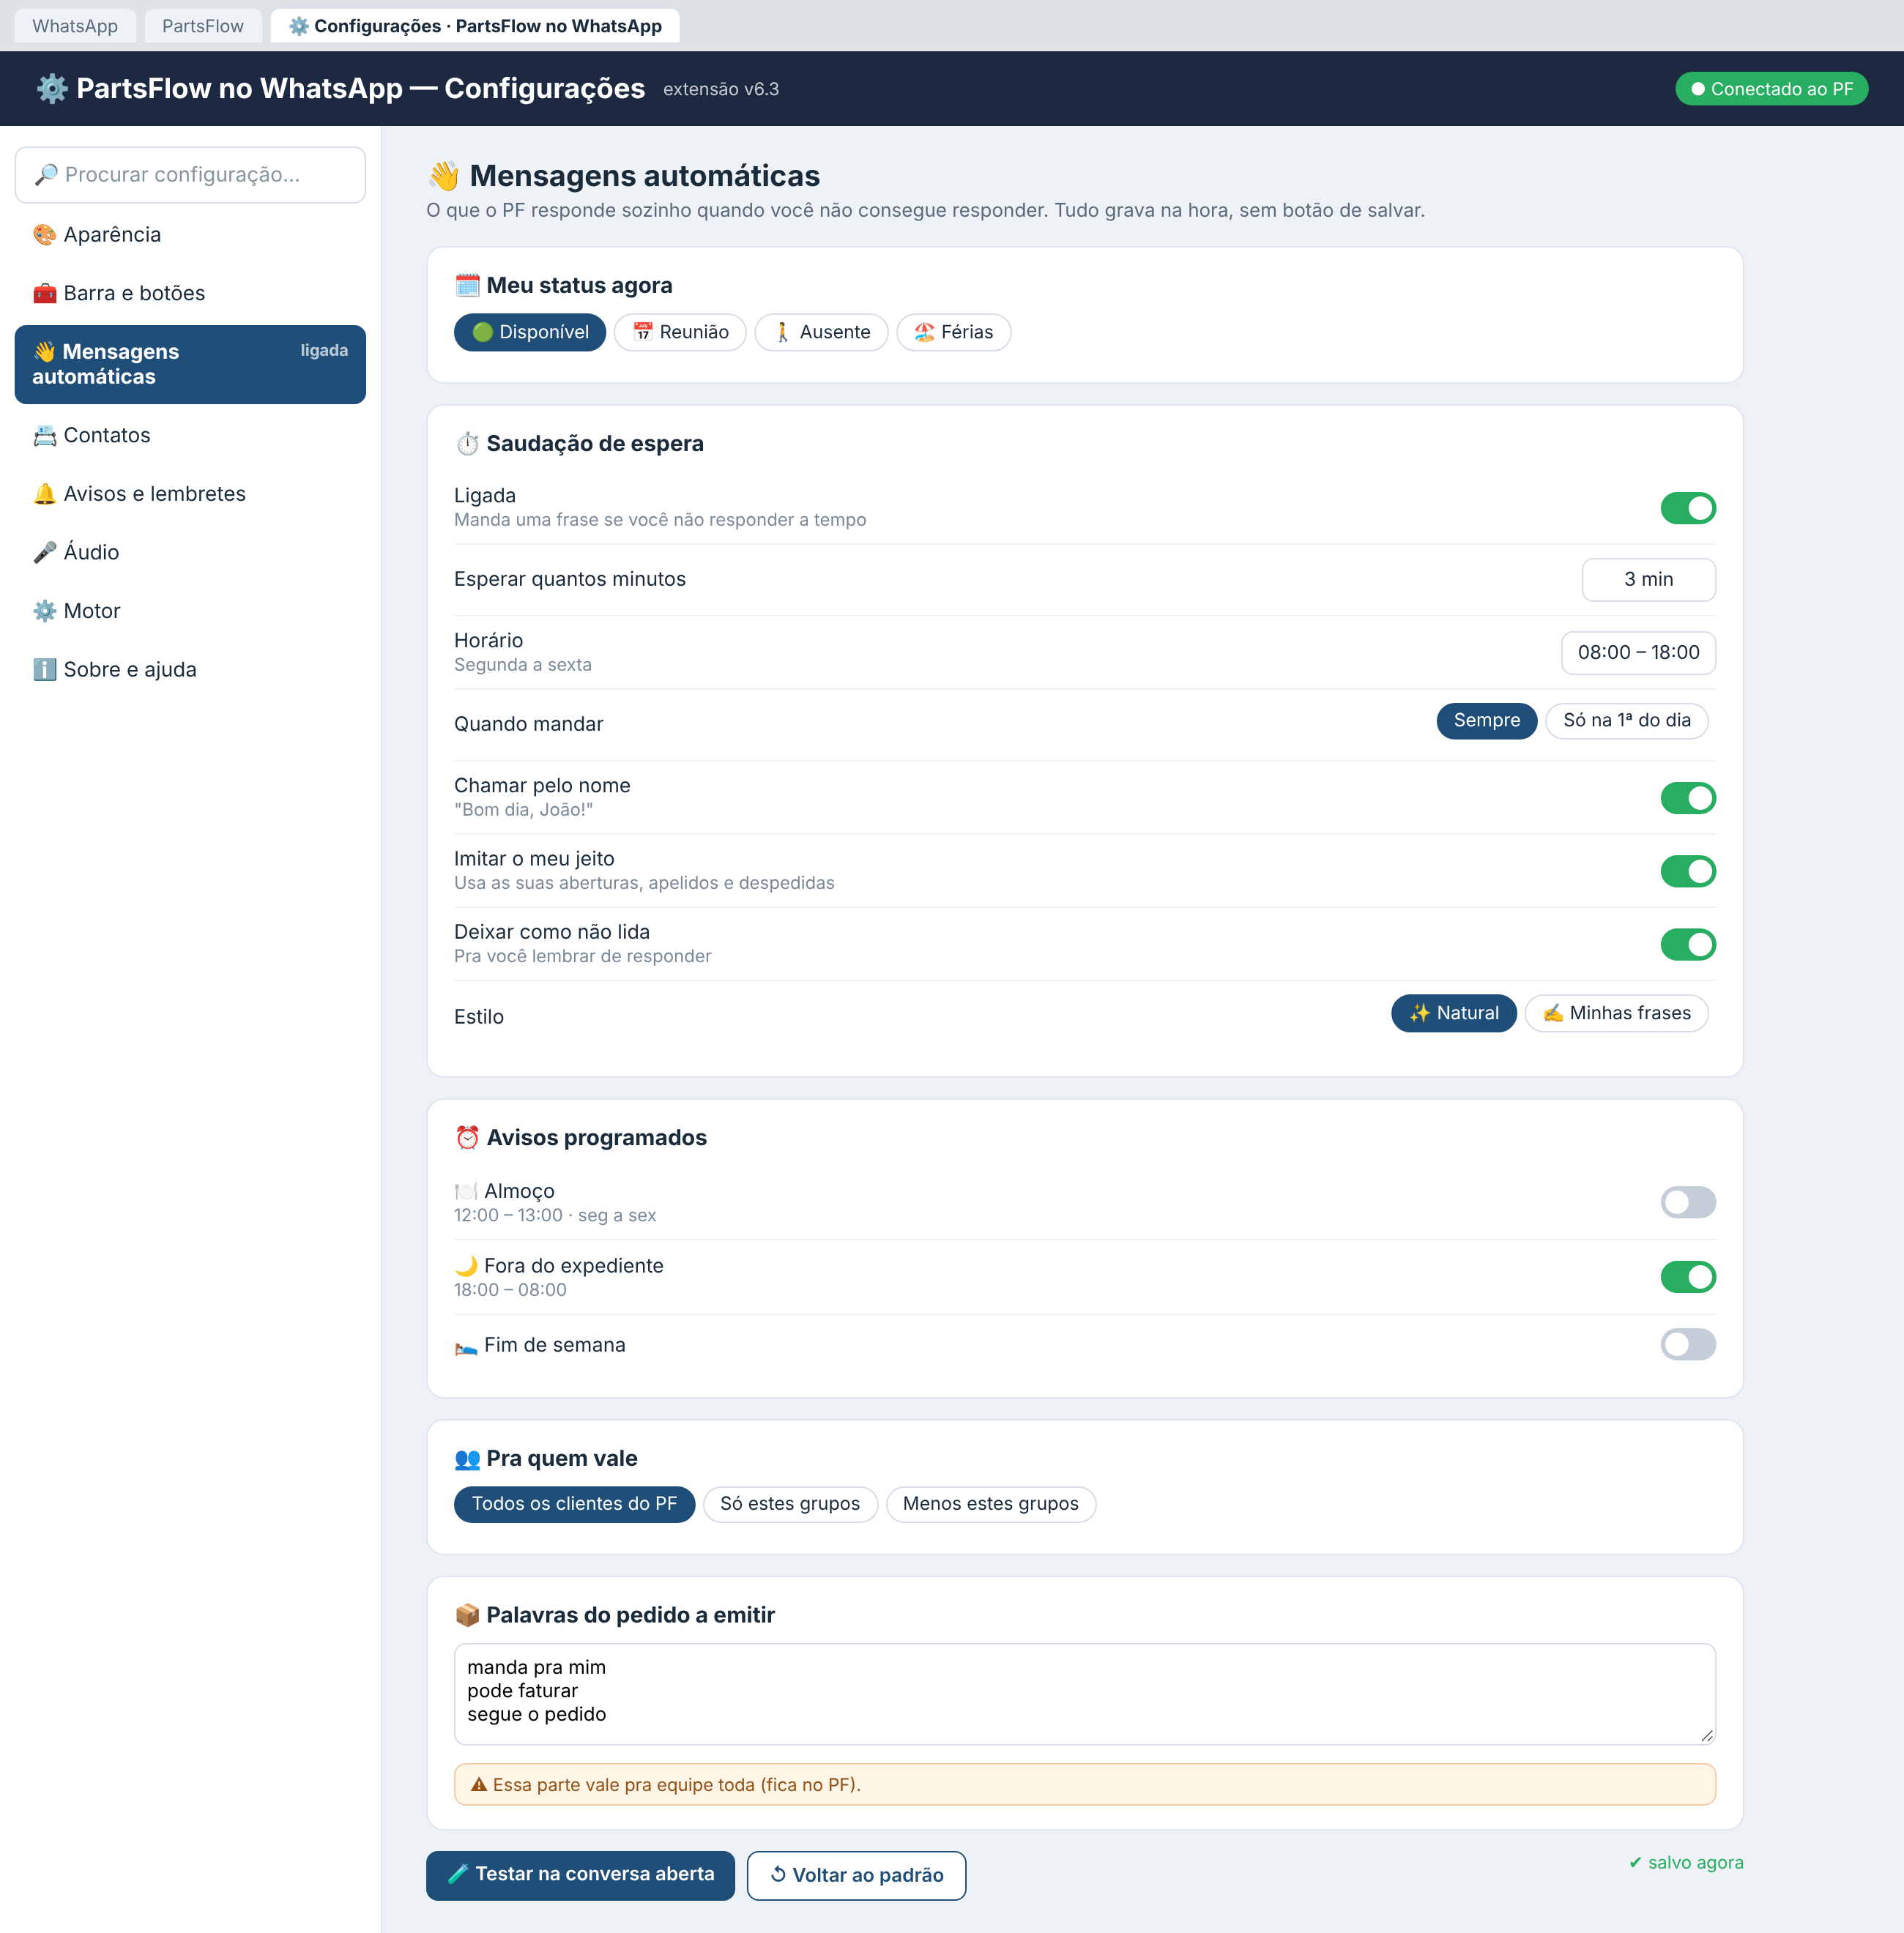 WhatsApp
PartsFlow
⚙️ Configurações · PartsFlow no WhatsApp
⚙️ PartsFlow no WhatsApp — Configurações
extensão v6.3
● Conectado ao PF
🔎 Procurar configuração...
🎨 Aparência
🧰 Barra e botões
👋 Mensagens
automáticas
ligada
📇 Contatos
🔔 Avisos e lembretes
🎤 Áudio
⚙️ Motor
ℹ️ Sobre e ajuda
👋 Mensagens automáticas
O que o PF responde sozinho quando você não consegue responder. Tudo grava na hora, sem botão de salvar.
🗓️ Meu status agora
🟢 Disponível
📅 Reunião
🚶 Ausente
🏖️ Férias
⏱️ Saudação de espera
Ligada
Manda uma frase se você não responder a tempo
Esperar quantos minutos
3 min
Horário
Segunda a sexta
08:00 – 18:00
Quando mandar
Sempre
Só na 1ª do dia
Chamar pelo nome
"Bom dia, João!"
Imitar o meu jeito
Usa as suas aberturas, apelidos e despedidas
Deixar como não lida
Pra você lembrar de responder
Estilo
✨ Natural
✍️ Minhas frases
⏰ Avisos programados
🍽️ Almoço
12:00 – 13:00 · seg a sex
🌙 Fora do expediente
18:00 – 08:00
🛌 Fim de semana
👥 Pra quem vale
Todos os clientes do PF
Só estes grupos
Menos estes grupos
📦 Palavras do pedido a emitir
manda pra mim
pode faturar
segue o pedido
⚠ Essa parte vale pra equipe toda (fica no PF).
🧪 Testar na conversa aberta
↺ Voltar ao padrão
✔ salvo agora